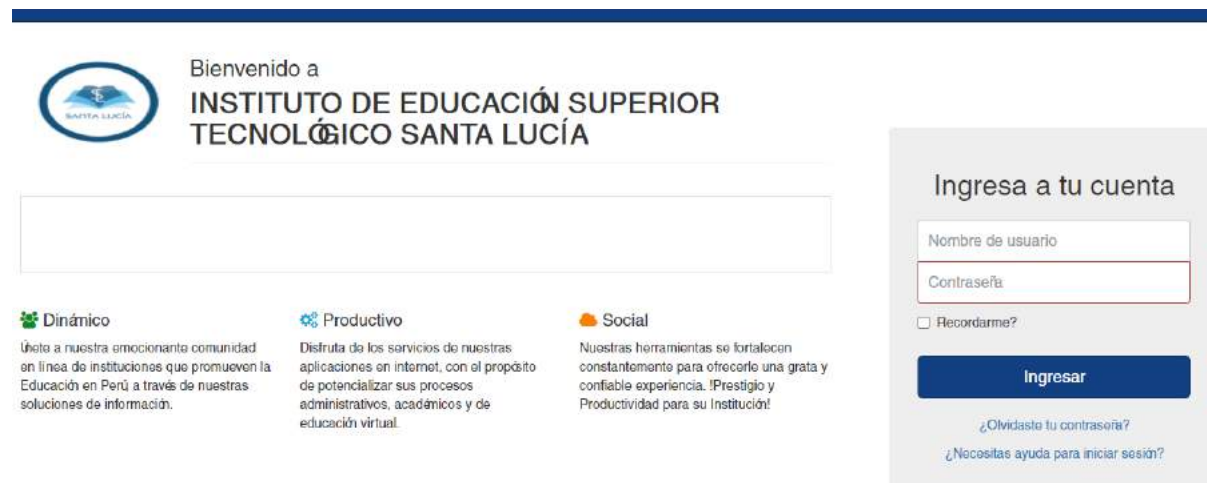 SANTA LUCÍA
Bienvenido a
INSTITUTO DE EDUCACIÓN SUPERIOR
TECNOLÓGICO SANTA LUCÍA
Dinámico
Únete a nuestra emocionante comunidad
en línea de instituciones que promueven la
Educación en Perú a través de nuestras
soluciones de información.
Productivo
Disfruta de los servicios de nuestras
aplicaciones en internet, con el propósito
de potencializar sus procesos
administrativos, académicos y de
educación virtual.
Social
Nuestras herramientas se fortalecen
constantemente para ofrecerle una grata y
confiable experiencia. !Prestigio y
Productividad para su Institución!
Ingresa a tu cuenta
Nombre de usuario
Contraseña
Recordarme?
Ingresar
¿Olvidaste tu contraseña?
¿Necesitas ayuda para iniciar sesión?